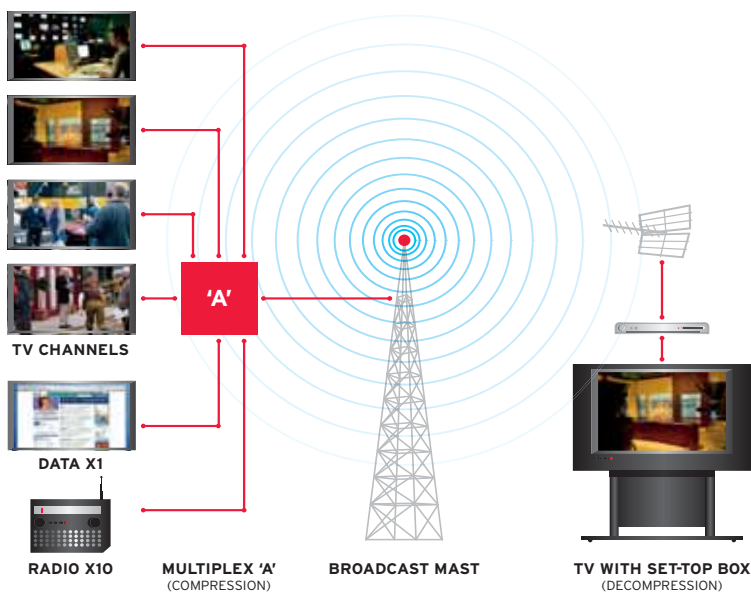 'A'
TV CHANNELS
DATA X1
RADIO X10
MULTIPLEX 'A'
(COMPRESSION)
BROADCAST MAST
TV WITH SET-TOP BOX
(DECOMPRESSION)